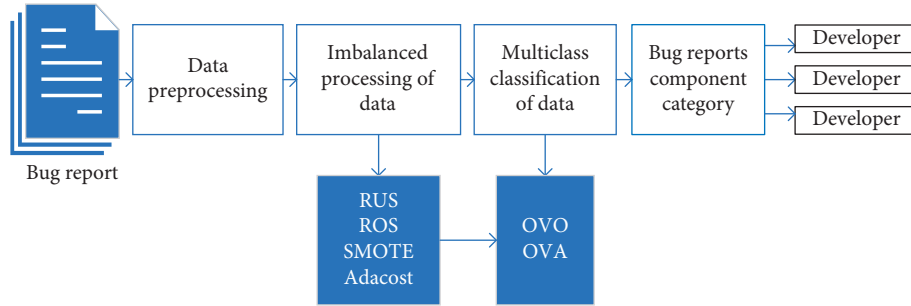 Bug report
Data
preprocessing
Imbalanced
processing of
data
Multiclass
classification
of data
Bug reports
component
category
Developer
Developer
Developer
RUS
ROS
SMOTE
Adacost
OVO
OVA